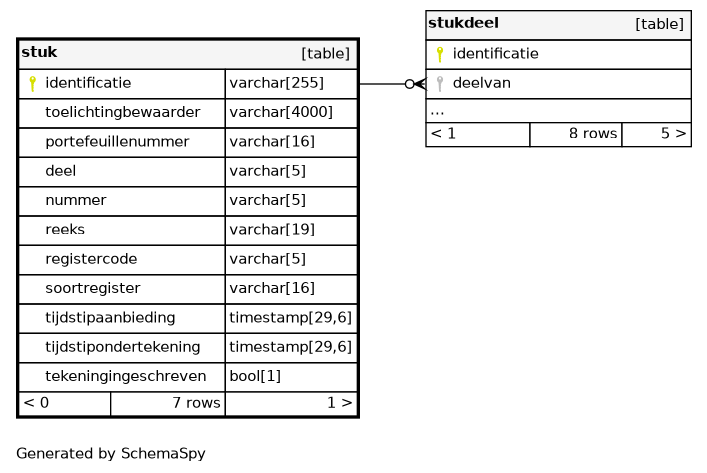 stuk [table]
identificatie varchar[255]
toelichtingbewaarder varchar[4000]
portefeuillenummer varchar[16]
deel varchar[5]
nummer varchar[5]
reeks varchar[19]
registercode varchar[5]
soortregister varchar[16]
tijdstipaanbieding timestamp[29,6]
tijdstipondertekening timestamp[29,6]
tekeningingeschreven bool[1]
< 0 7 rows 1 >
stukdeel [table]
identificatie
deelvan
...
< 1 8 rows 5 >
Generated by SchemaSpy